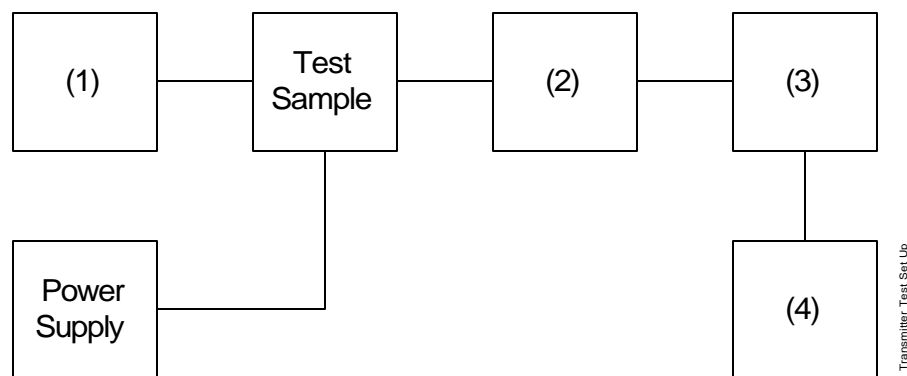 (1)
Test
Sample
(2)
(3)
Power
Supply
(4)
Transmitter Test Set Up